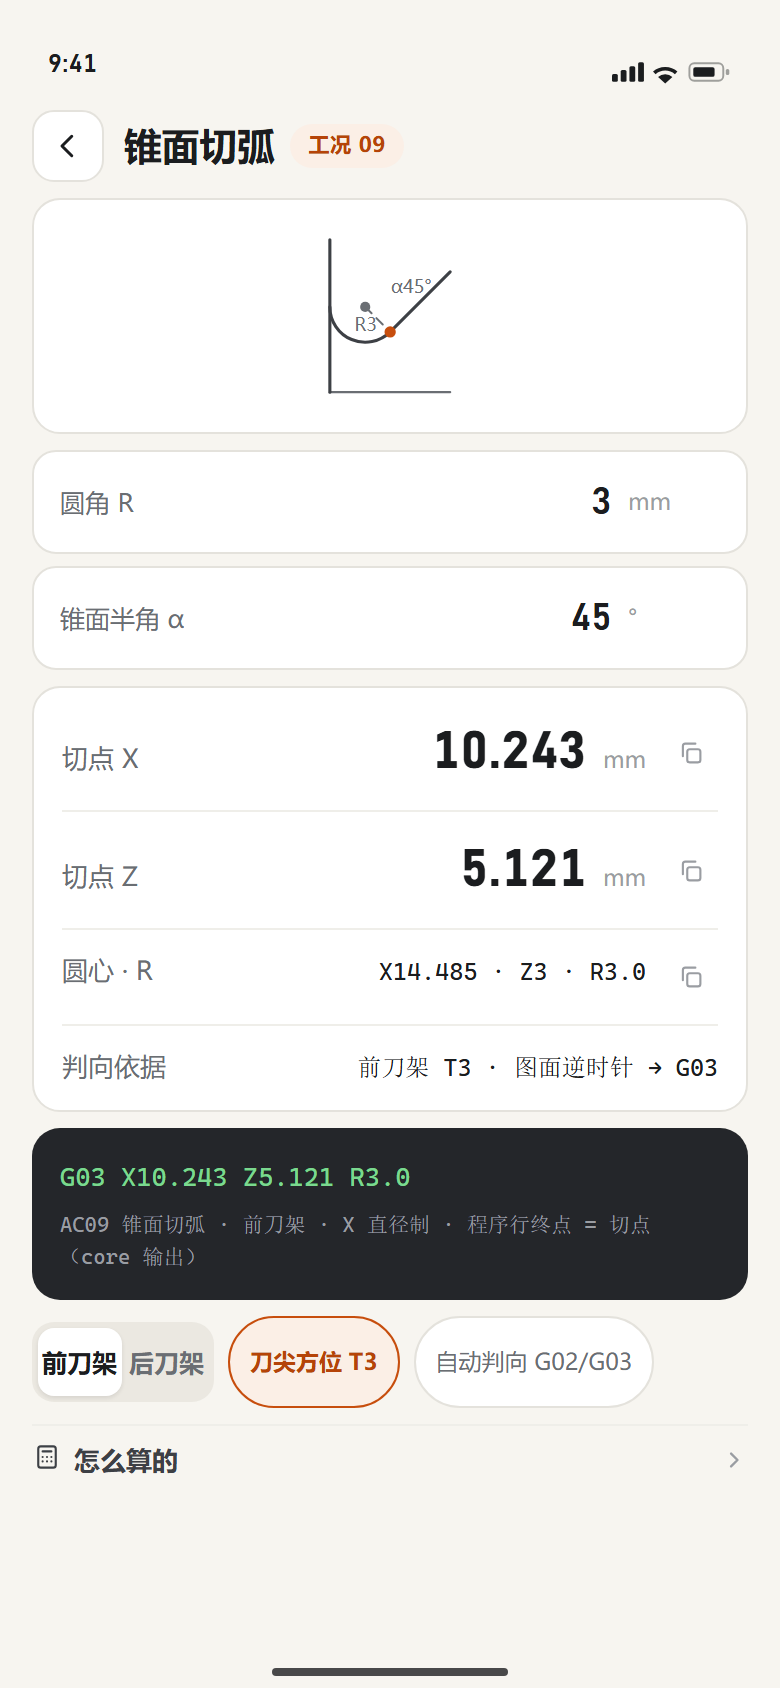 9:41
锥面切弧 工况 09
α45°
R3
圆角 R 3 mm
锥面半角 α 45 °
切点 X 10.243 mm
切点 Z 5.121 mm
圆心 · R X14.485 · Z3 · R3.0
判向依据 前刀架 T3 · 图面逆时针 → G03
G03 X10.243 Z5.121 R3.0
AC09 锥面切弧 · 前刀架 · X 直径制 · 程序行终点 = 切点
（core 输出）
前刀架 后刀架 刀尖方位 T3 自动判向 G02/G03
怎么算的